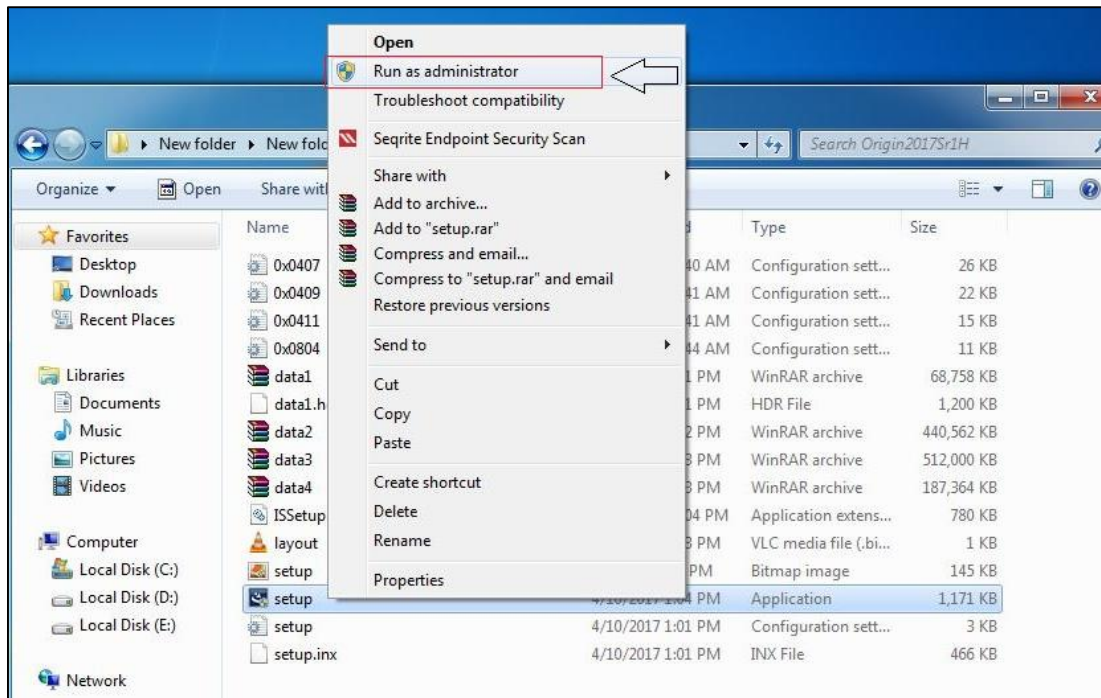 Open
Run as administrator
Troubleshoot compatibility
Seqrite Endpoint Security Scan
Share with
Add to archive...
Add to "setup.rar"
Compress and email...
Compress to "setup.rar" and email
Restore previous versions
Send to
Cut
Copy
Paste
Create shortcut
Delete
Rename
Properties
New folder New fold
Search Origin2017Sr1H
Organize Open Share with
Name Type Size
Favorites
Desktop
Downloads
Recent Places
Libraries
Documents
Music
Pictures
Videos
Computer
Local Disk (C:)
Local Disk (D:)
Local Disk (E:)
Network
0x0407 40 AM Configuration sett... 26 KB
0x0409 41 AM Configuration sett... 22 KB
0x0411 41 AM Configuration sett... 15 KB
0x0804 44 AM Configuration sett... 11 KB
data1 1 PM WinRAR archive 68,758 KB
data1.h 1 PM HDR File 1,200 KB
data2 2 PM WinRAR archive 440,562 KB
data3 3 PM WinRAR archive 512,000 KB
data4 3 PM WinRAR archive 187,364 KB
ISSetup 04 PM Application extens... 780 KB
layout 3 PM VLC media file (.bi... 1 KB
setup PM Bitmap image 145 KB
setup 4/10/2017 1:04 PM Application 1,171 KB
setup 4/10/2017 1:01 PM Configuration sett... 3 KB
setup.inx 4/10/2017 1:01 PM INX File 466 KB